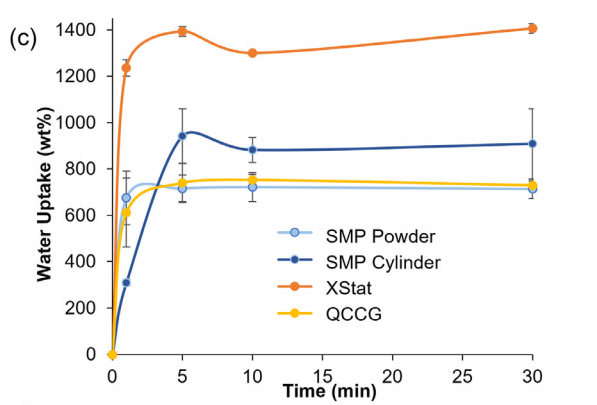 (c)
Water Uptake (wt%)
1400
1200
1000
800
600
400
200
0
SMP Powder
SMP Cylinder
XStat
QCCG
0 5 10 15 20 25 30
Time (min)